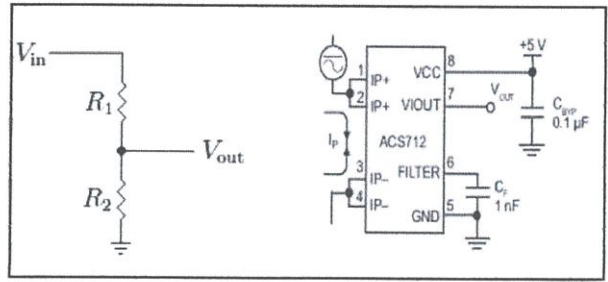 V_in
R_1
V_out
R_2
+5 V
1 IP+ VCC 8
2 IP+ VIOUT 7 V_OUT
C_BYP
0.1 µF
I_P ACS712
3 IP– FILTER 6
4 IP– C_F
1 nF
GND 5